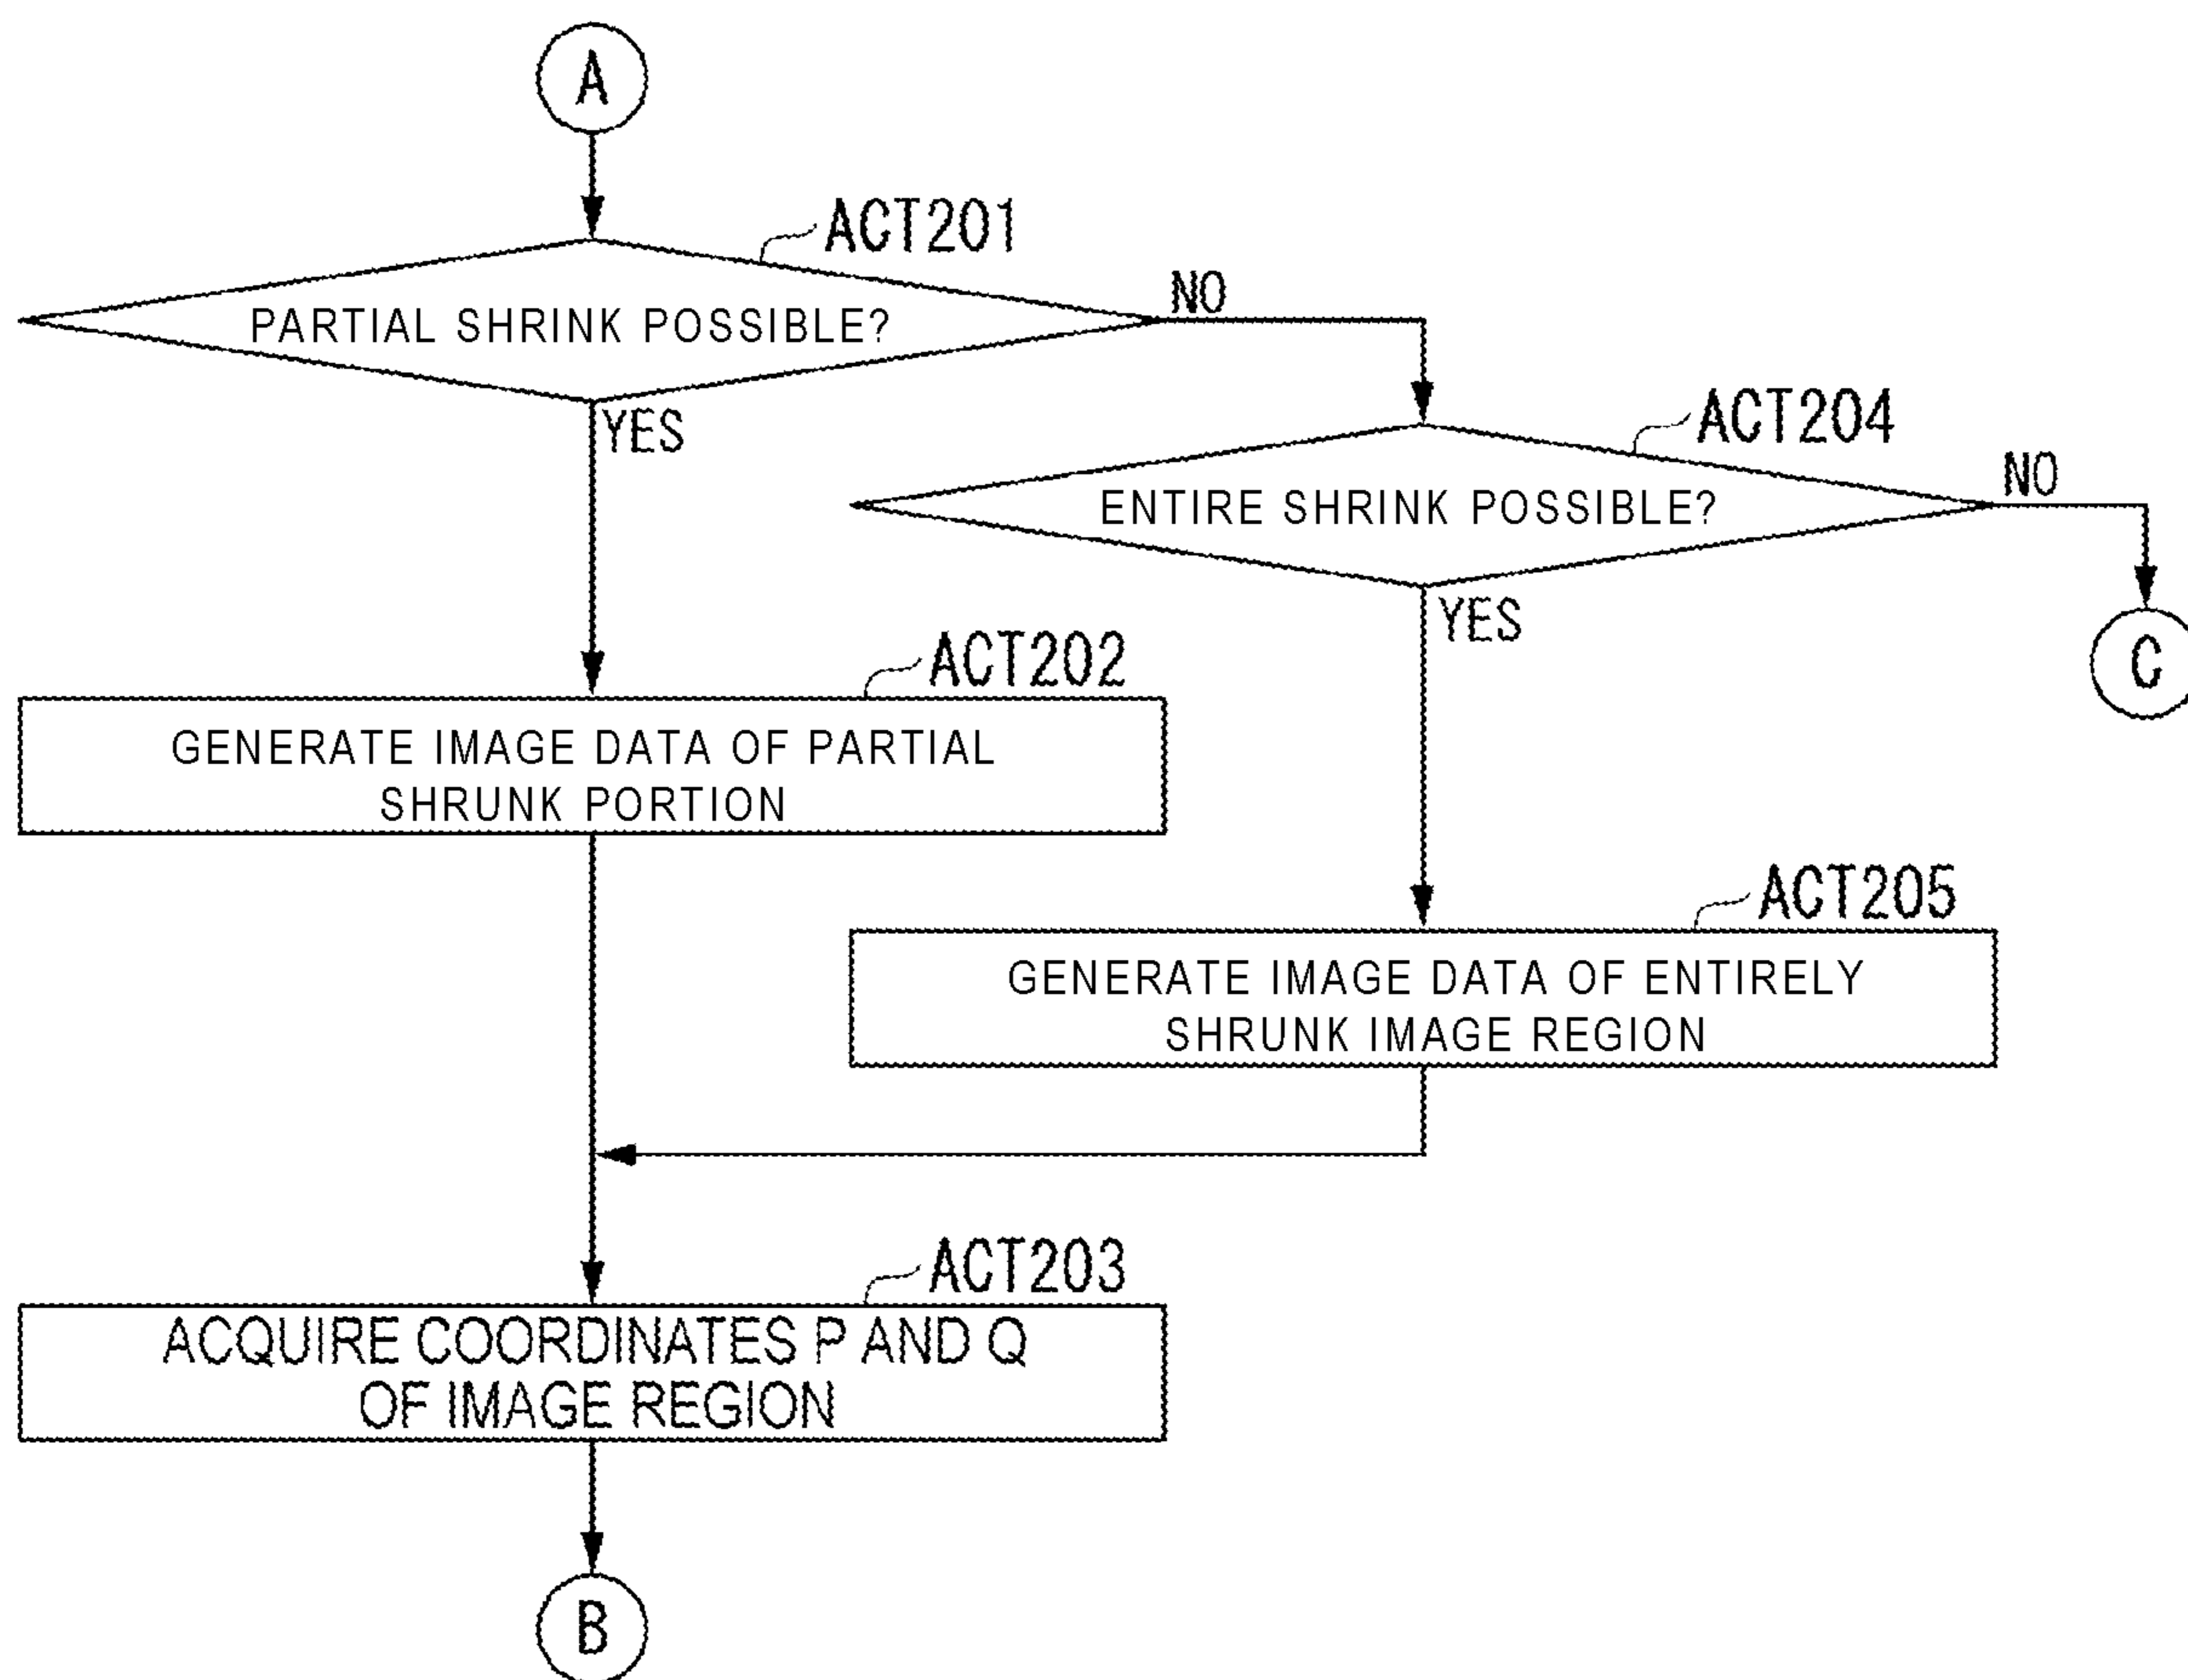 A
ACT201
PARTIAL SHRINK POSSIBLE?
NO
YES
ACT204
ENTIRE SHRINK POSSIBLE?
NO
YES
C
ACT202
GENERATE IMAGE DATA OF PARTIAL
SHRUNK PORTION
ACT205
GENERATE IMAGE DATA OF ENTIRELY
SHRUNK IMAGE REGION
ACT203
ACQUIRE COORDINATES P AND Q
OF IMAGE REGION
B